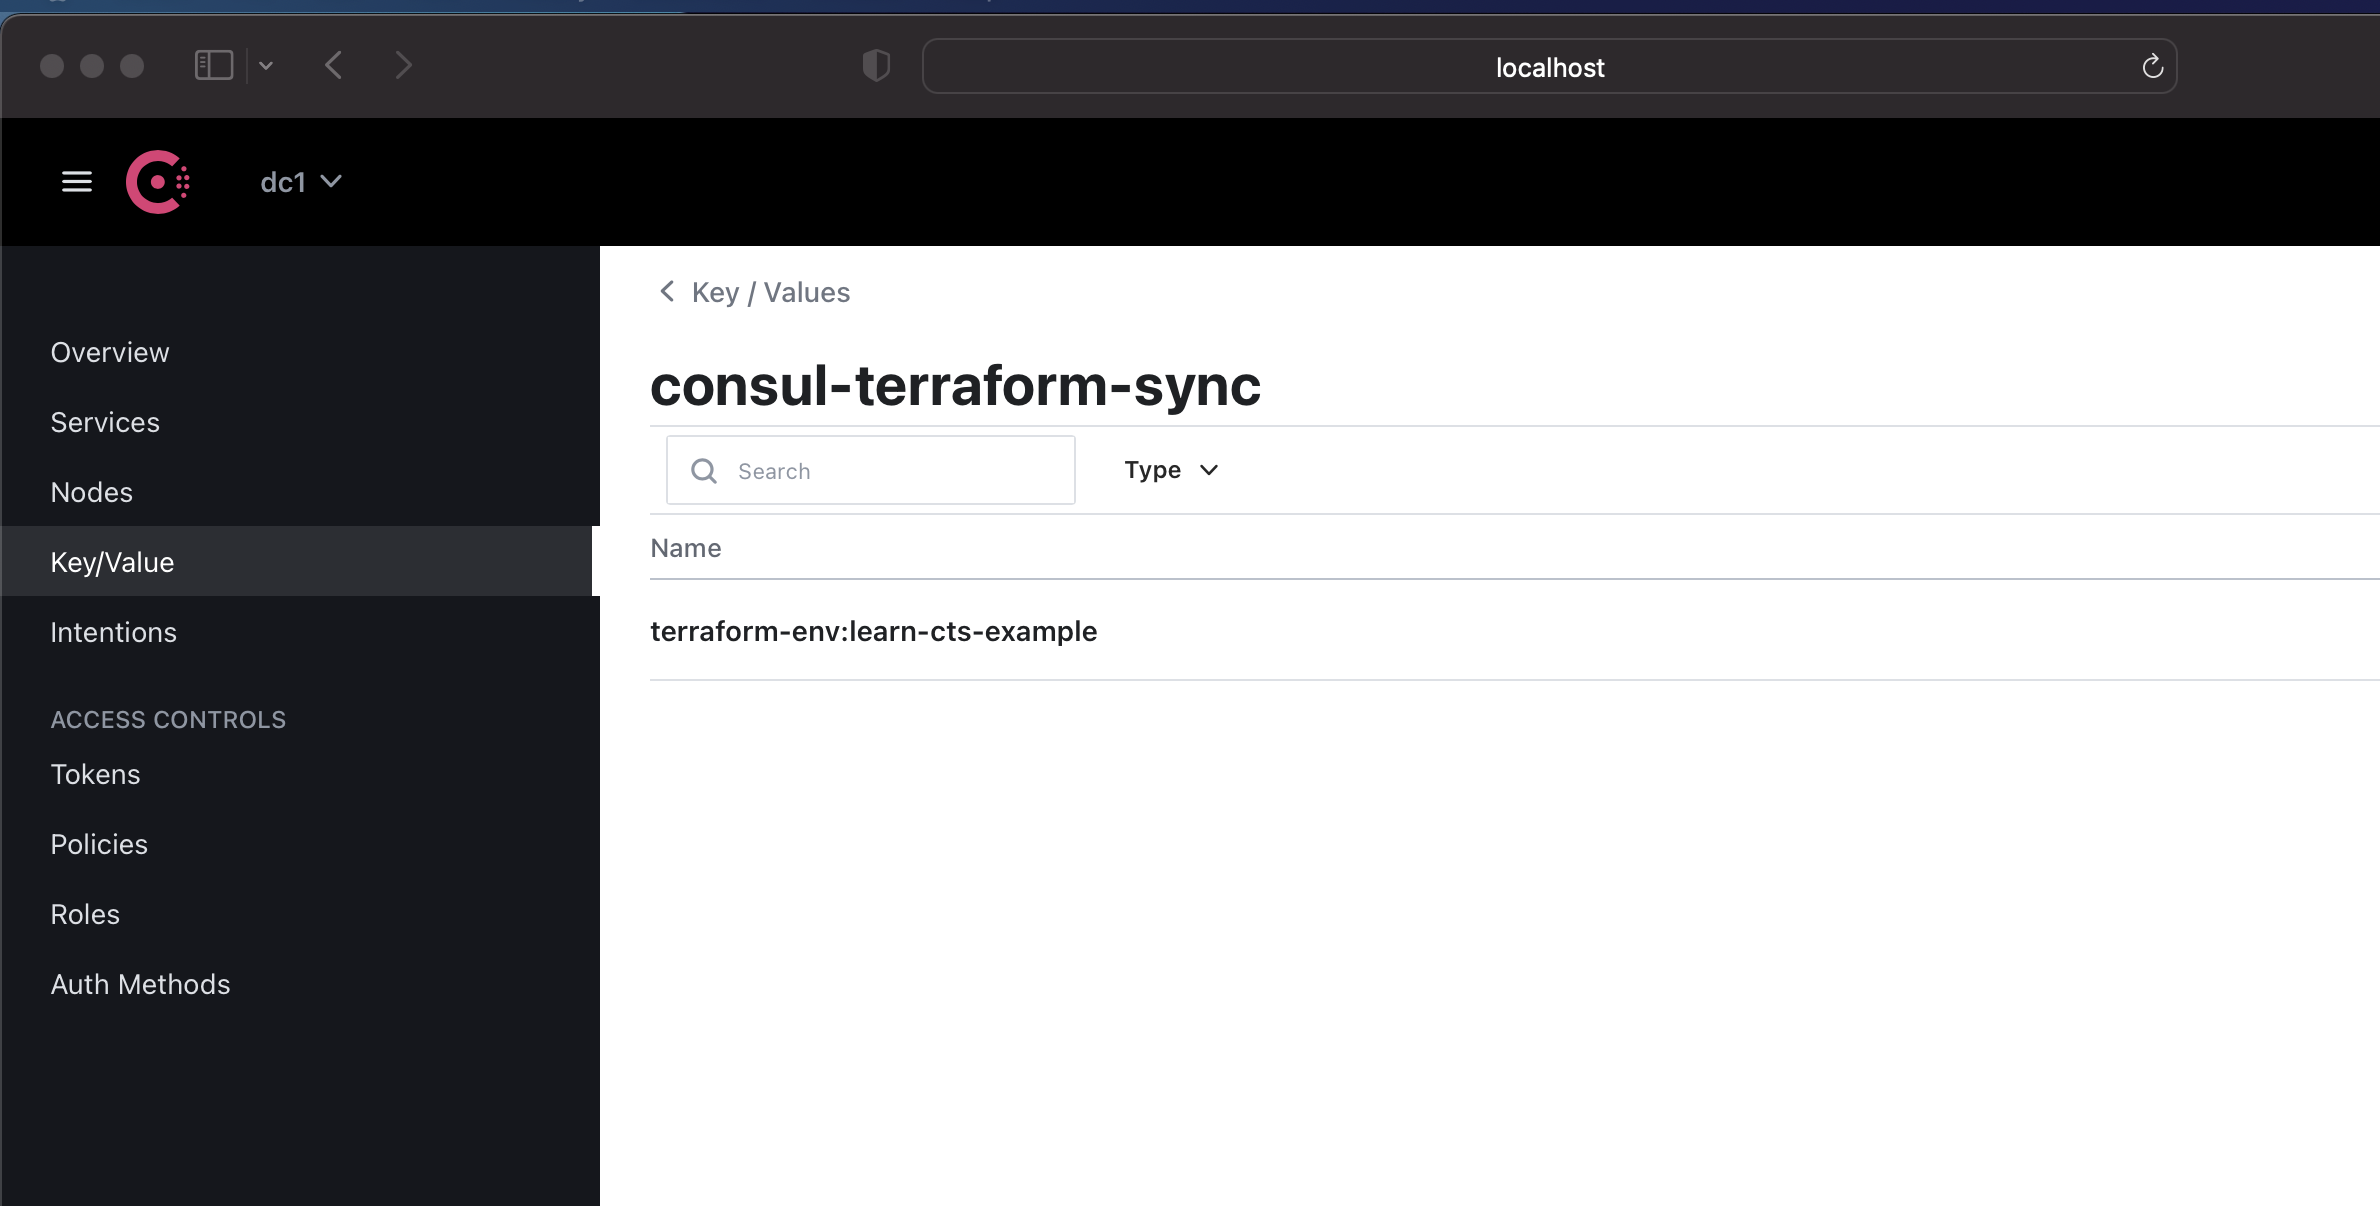 localhost
dc1
Overview
Services
Nodes
Key/Value
Intentions
ACCESS CONTROLS
Tokens
Policies
Roles
Auth Methods
Key / Values
consul-terraform-sync
Search
Type
Name
terraform-env:learn-cts-example